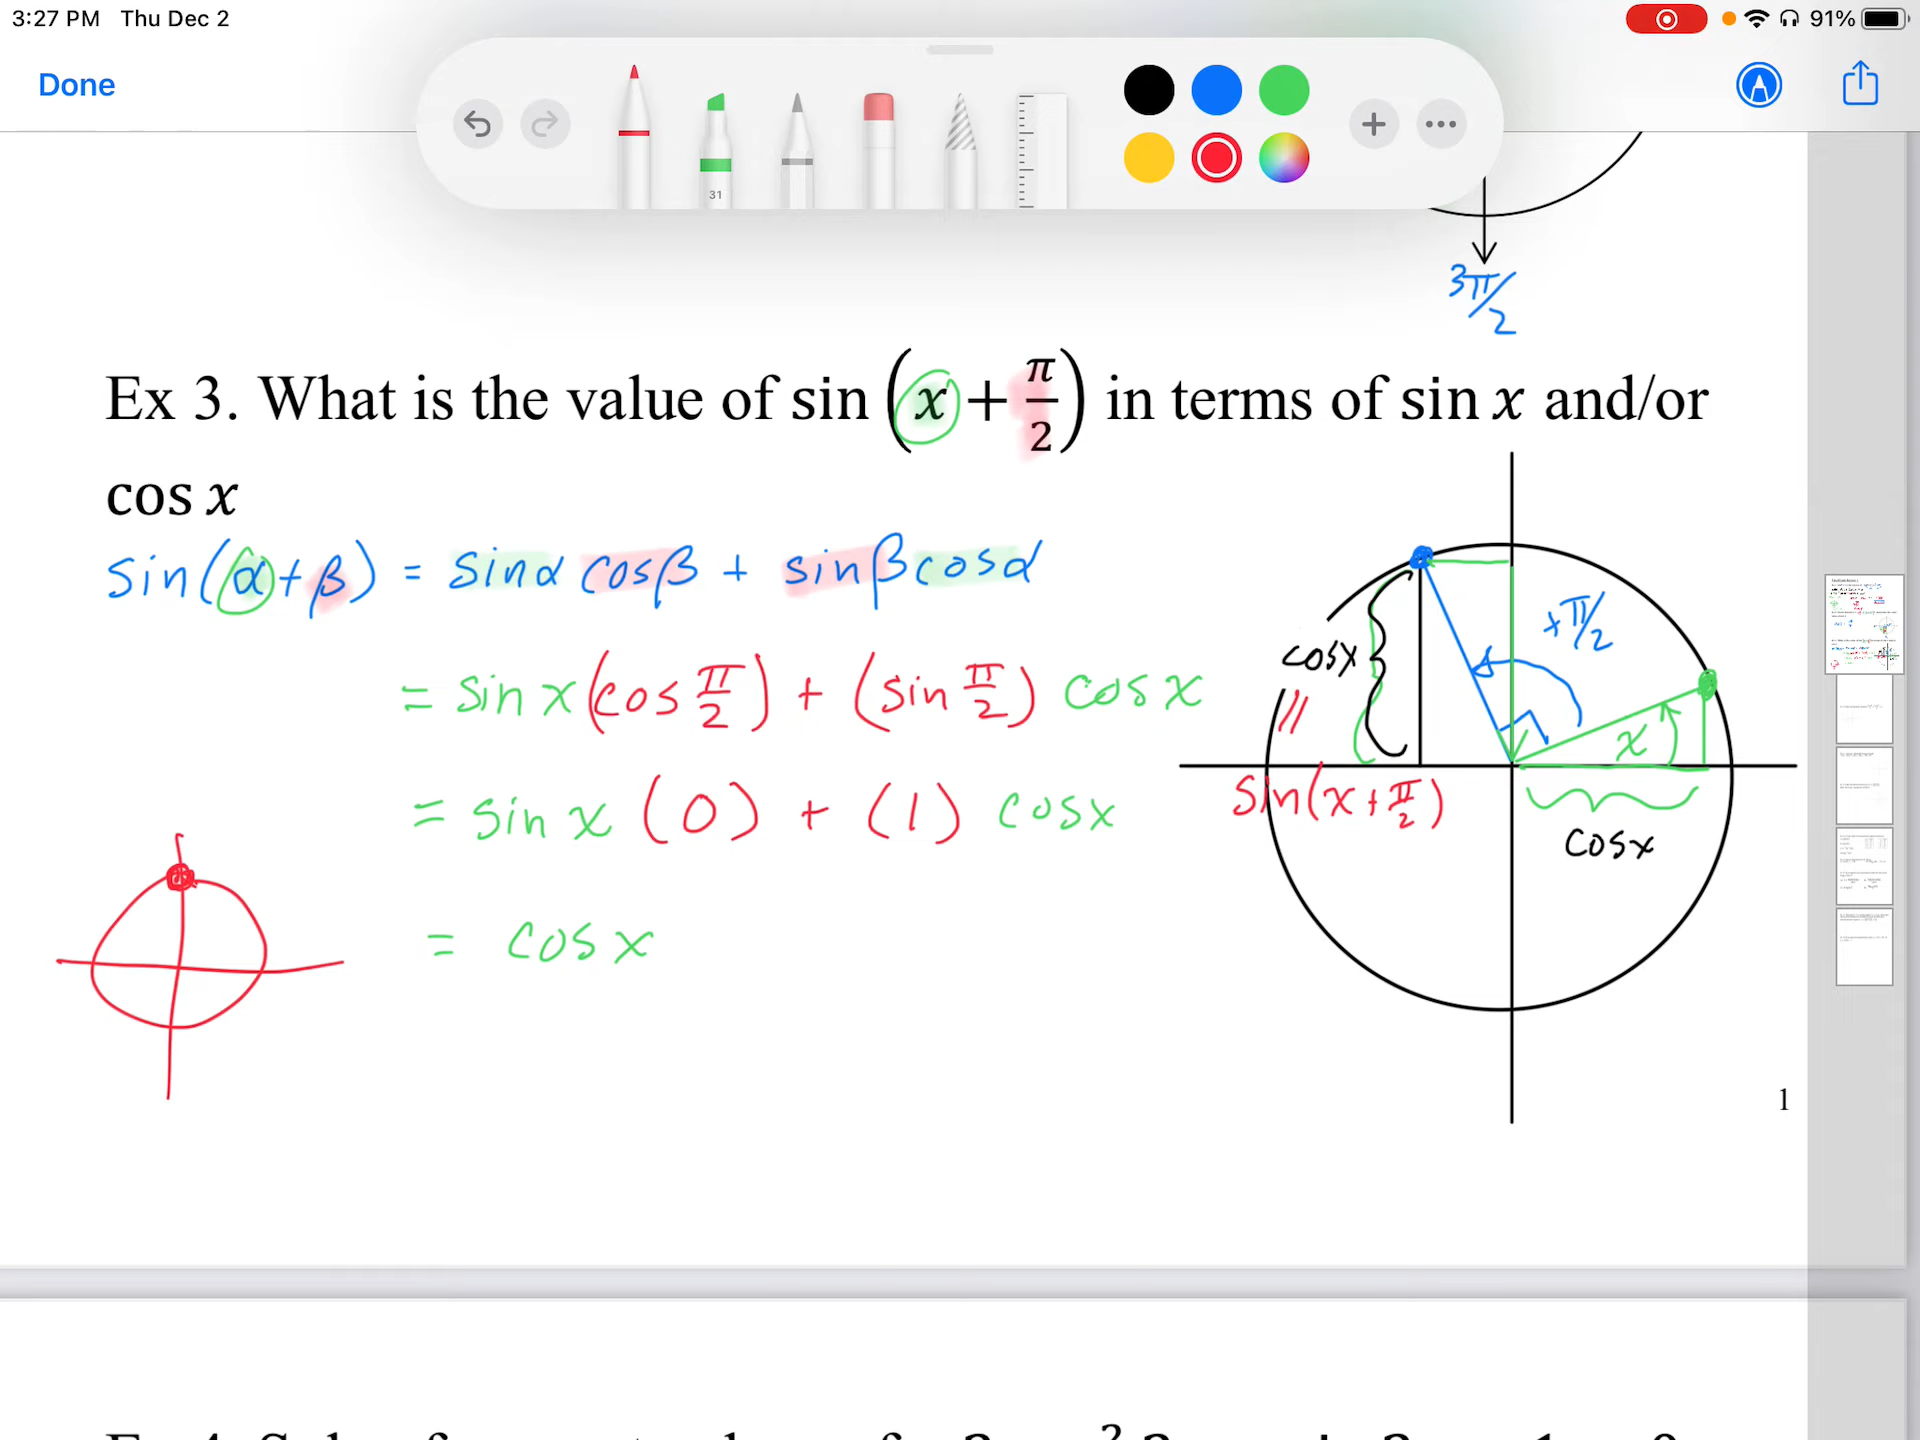 3:27 PM Thu Dec 2
91%
Done
31
3π/2
Ex 3. What is the value of sin (x + π/2) in terms of sin x and/or
cos x
sin(α+β) = sinα cosβ + sinβ cosα
= sin x (cos π/2) + (sin π/2) cos x
= sin x (0) + (1) cos x
= cos x
+π/2
cosx
x
sin(x + π/2)
cosx
1